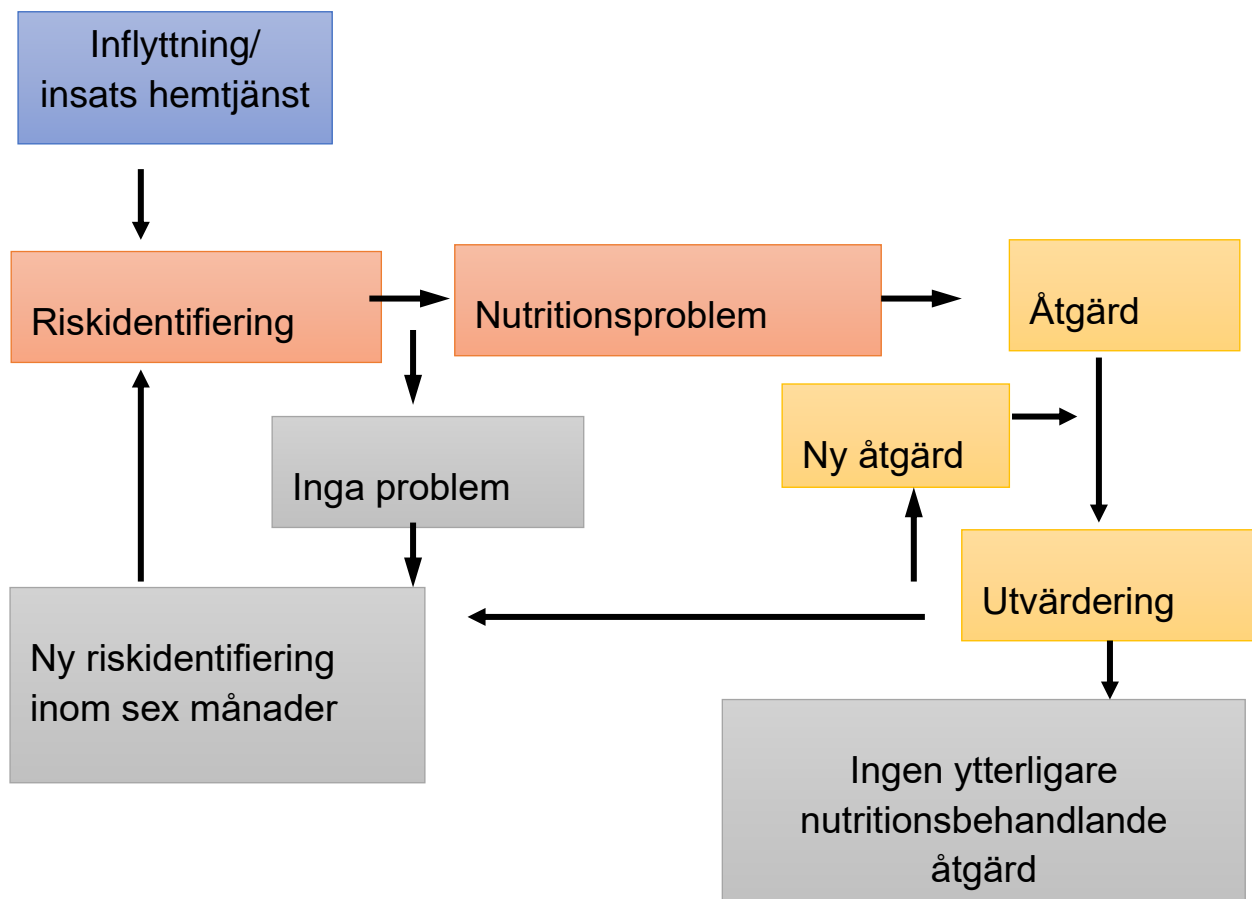 Inflyttning/
insats hemtjänst
Riskidentifiering
Nutritionsproblem
Åtgärd
Inga problem
Ny åtgärd
Ny riskidentifiering
inom sex månader
Utvärdering
Ingen ytterligare
nutritionsbehandlande
åtgärd